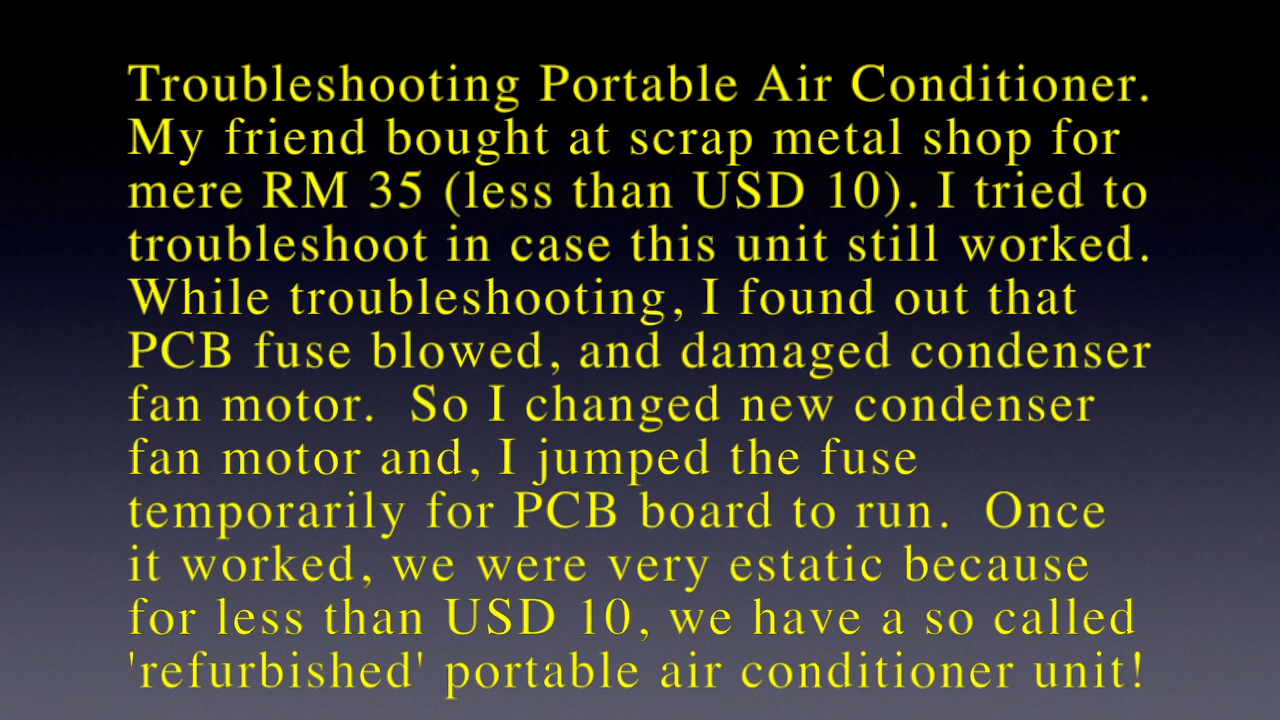 Troubleshooting Portable Air Conditioner.
My friend bought at scrap metal shop for
mere RM 35 (less than USD 10). I tried to
troubleshoot in case this unit still worked.
While troubleshooting, I found out that
PCB fuse blowed, and damaged condenser
fan motor.  So I changed new condenser
fan motor and, I jumped the fuse
temporarily for PCB board to run.  Once
it worked, we were very estatic because
for less than USD 10, we have a so called
'refurbished' portable air conditioner unit!